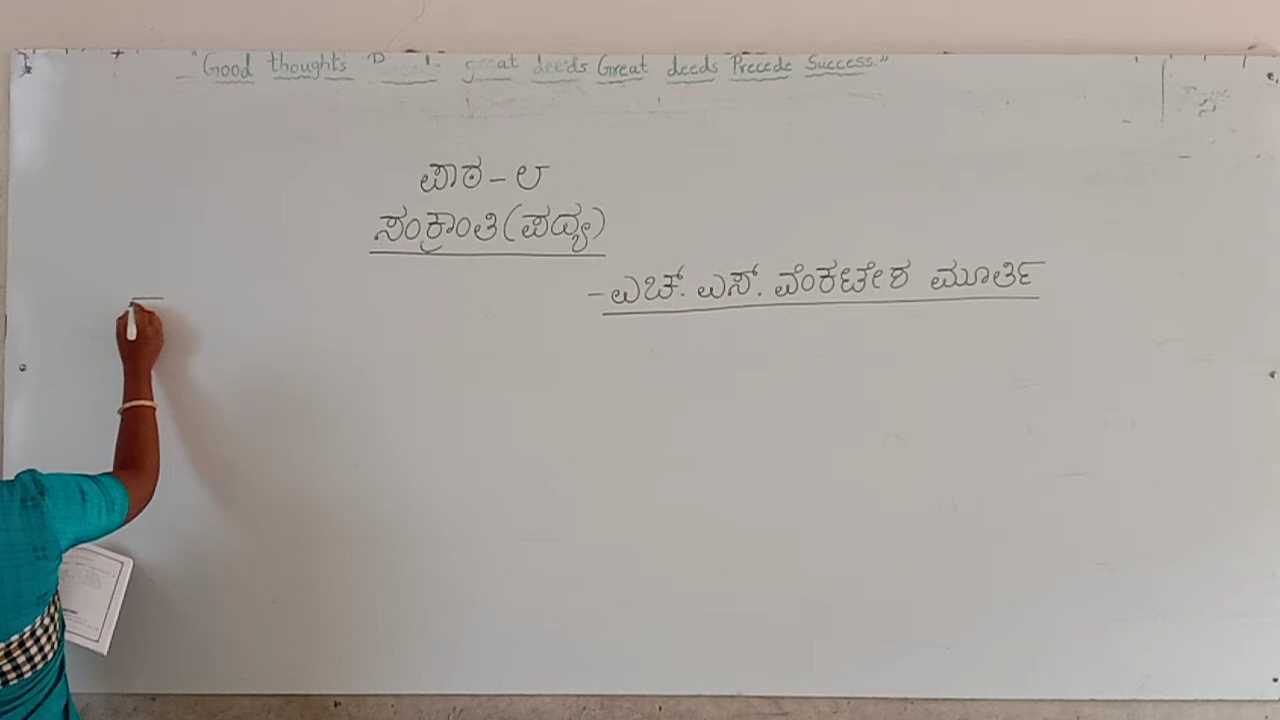 "Good thoughts great deeds Great deeds Precede Success."
ಪಾಠ - ೮
ಸಂಕ್ರಾಂತಿ (ಪದ್ಯ)
- ಎಚ್. ಎಸ್. ವೆಂಕಟೇಶ ಮೂರ್ತಿ